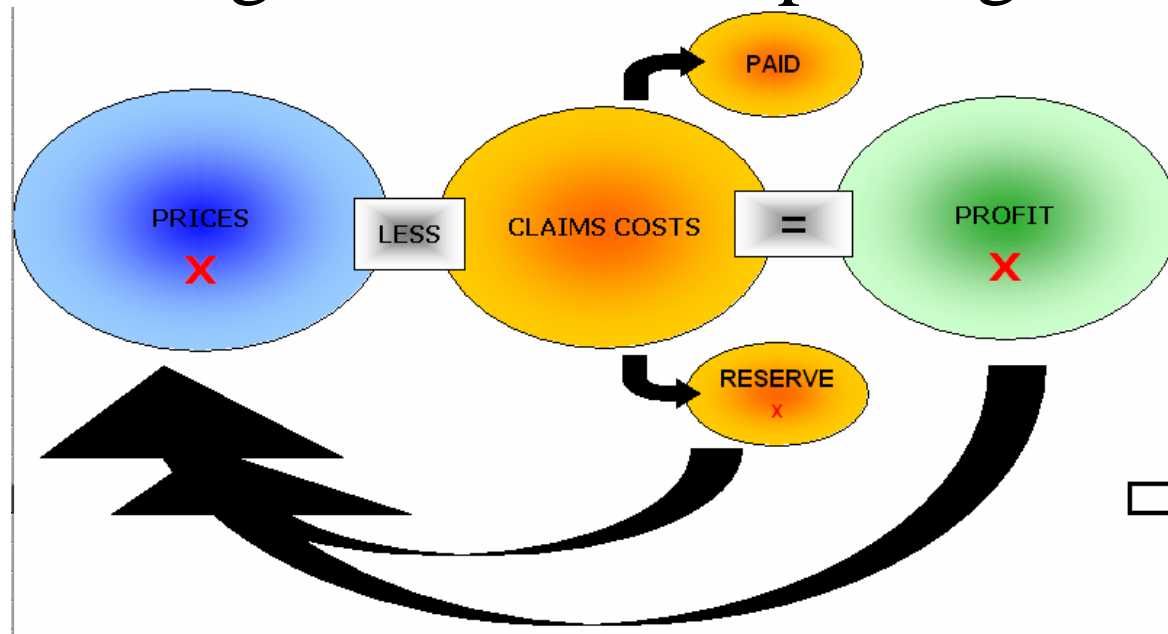 PAID
PRICES
X
LESS
CLAIMS COSTS
=
PROFIT
X
RESERVE
x